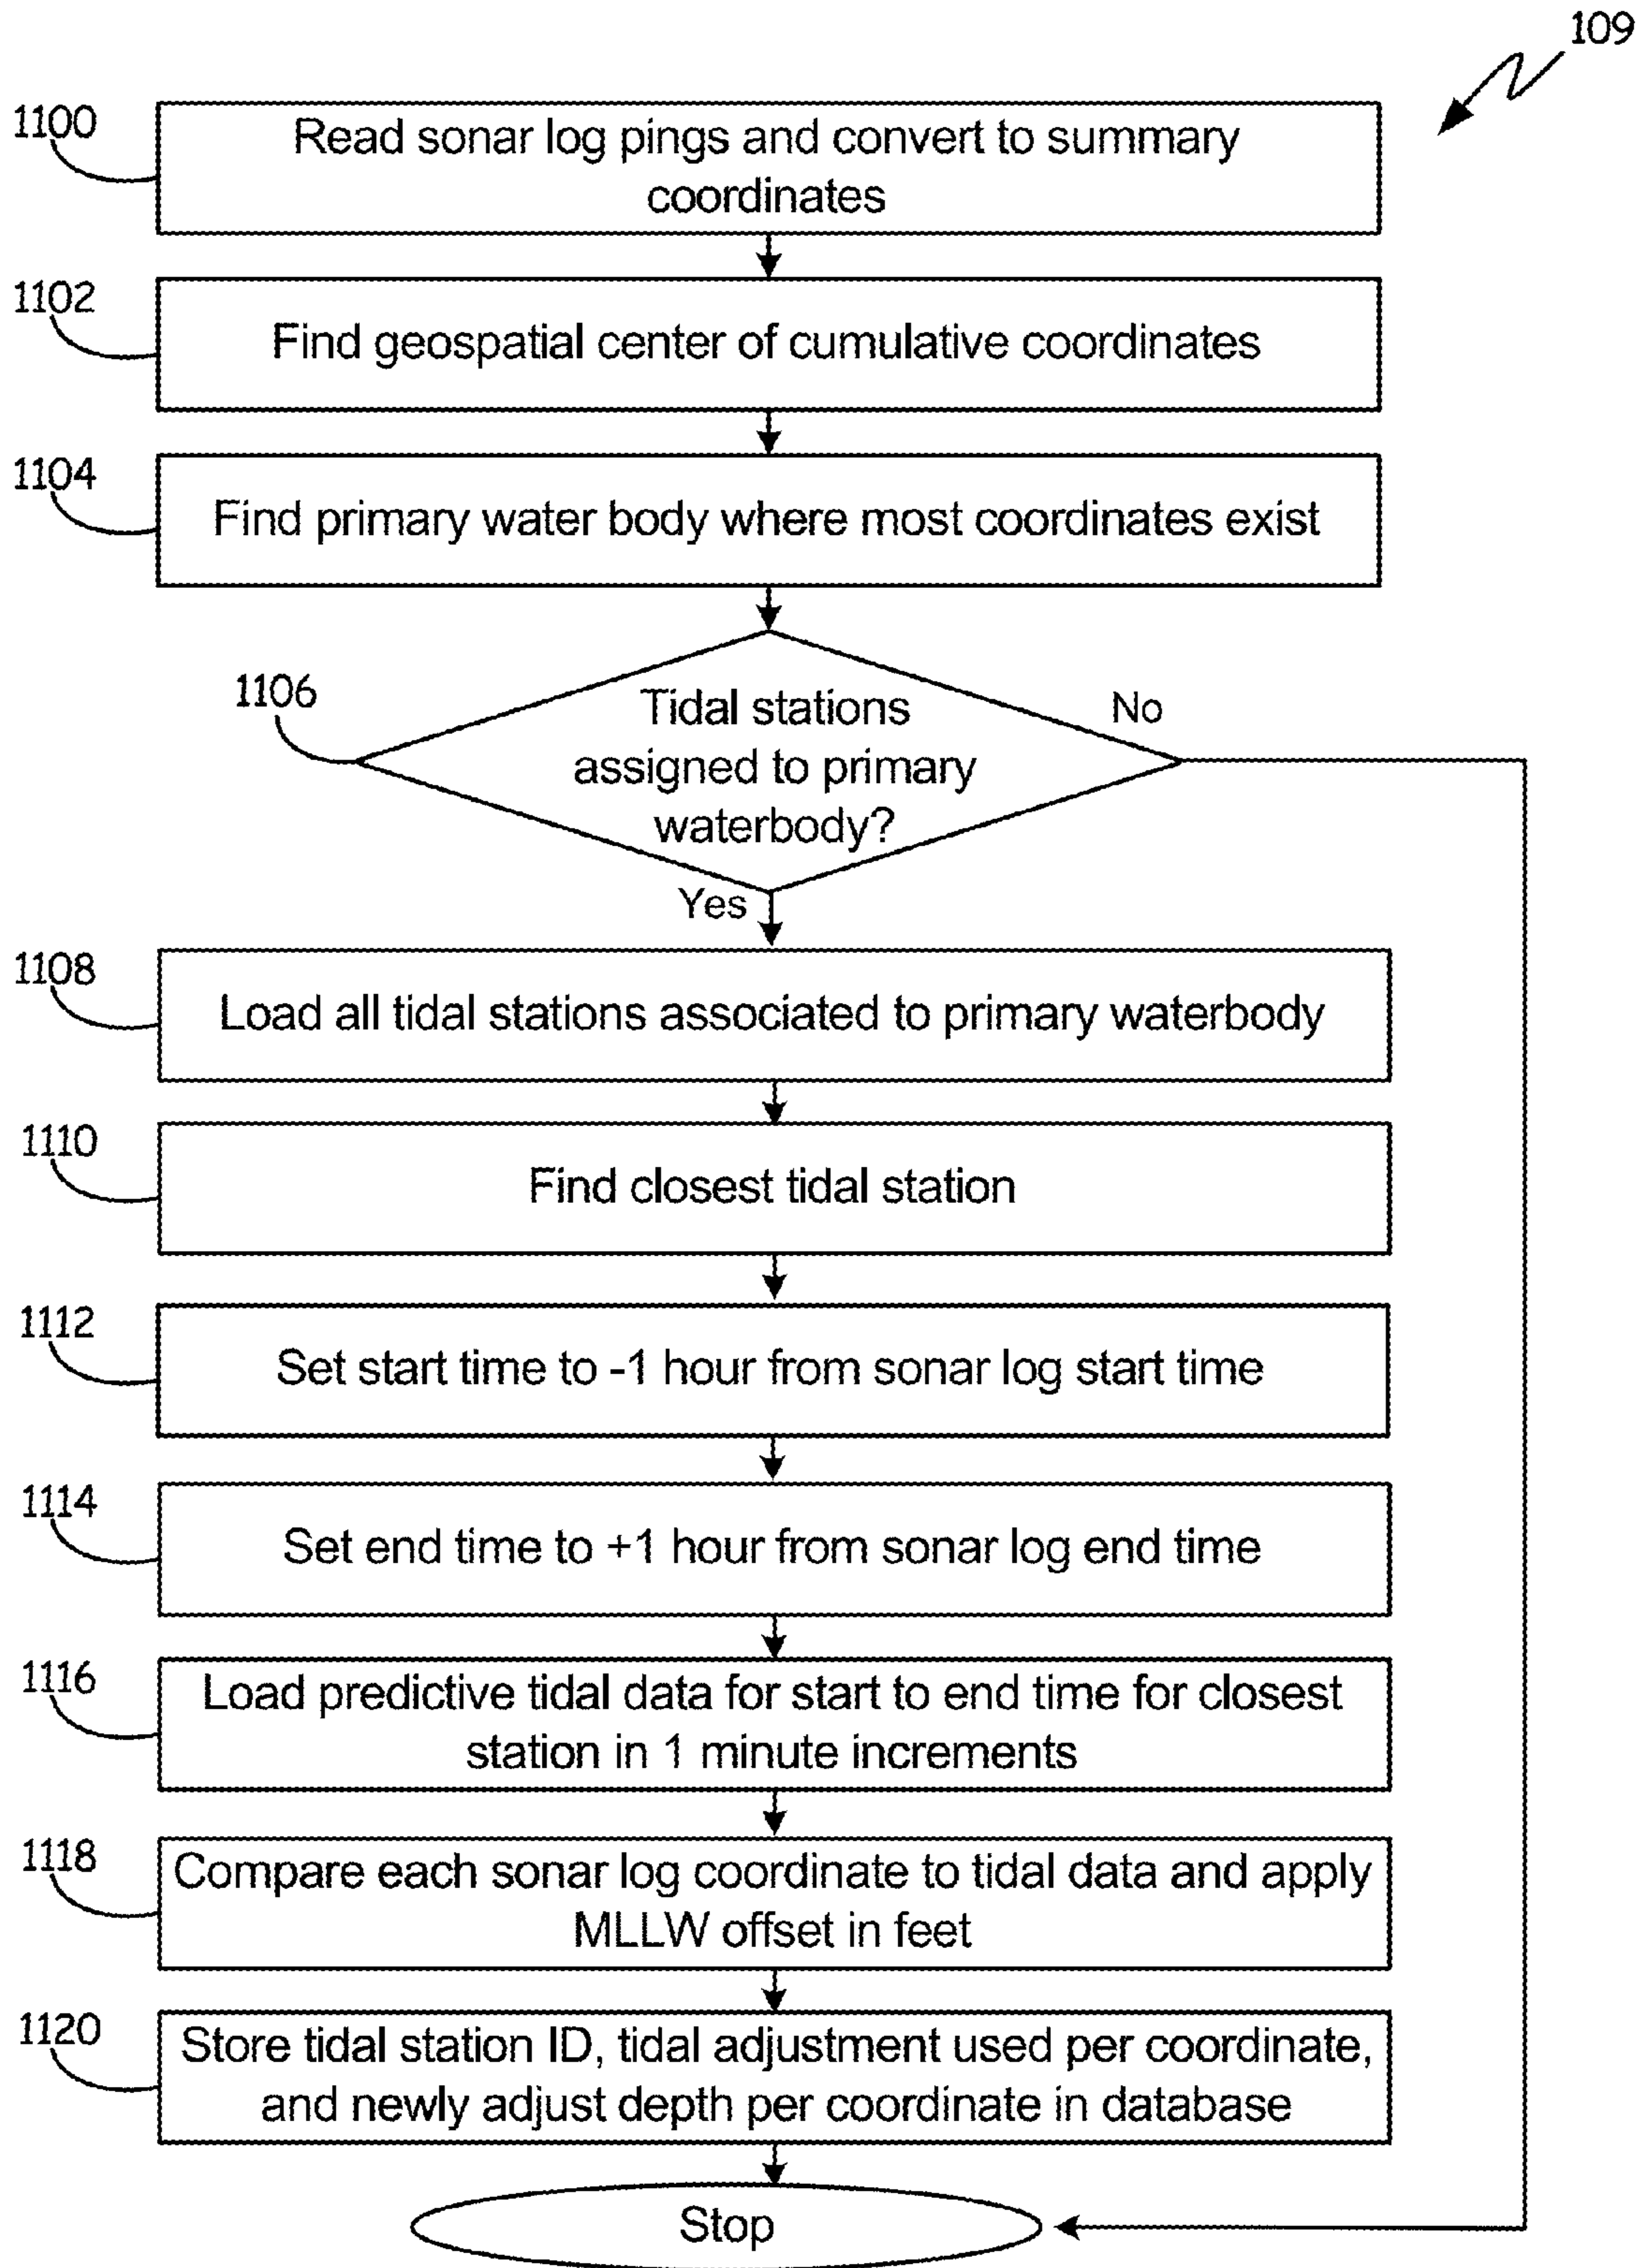 109
1100
Read sonar log pings and convert to summary
coordinates
1102
Find geospatial center of cumulative coordinates
1104
Find primary water body where most coordinates exist
1106
Tidal stations
assigned to primary
waterbody?
No
Yes
1108
Load all tidal stations associated to primary waterbody
1110
Find closest tidal station
1112
Set start time to -1 hour from sonar log start time
1114
Set end time to +1 hour from sonar log end time
1116
Load predictive tidal data for start to end time for closest
station in 1 minute increments
1118
Compare each sonar log coordinate to tidal data and apply
MLLW offset in feet
1120
Store tidal station ID, tidal adjustment used per coordinate,
and newly adjust depth per coordinate in database
Stop